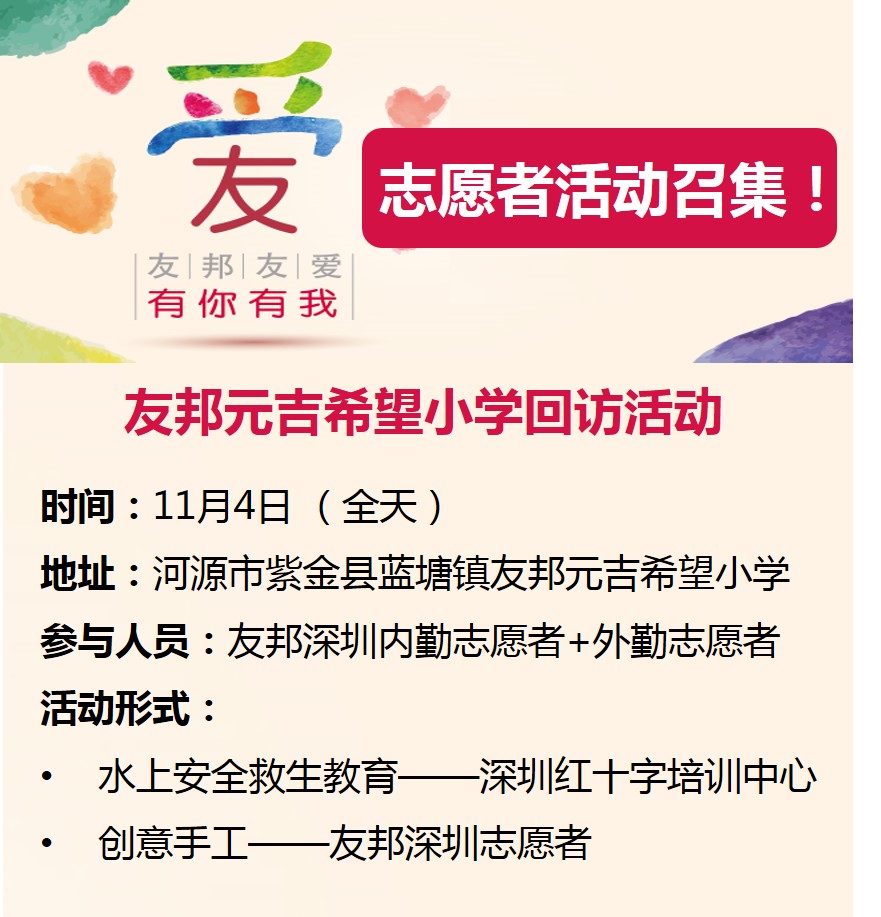 爱
友
友|邦|友|爱
有你有我
志愿者活动召集！
友邦元吉希望小学回访活动
时间：11月4日（全天）
地址：河源市紫金县蓝塘镇友邦元吉希望小学
参与人员：友邦深圳内勤志愿者+外勤志愿者
活动形式：
• 水上安全救生教育——深圳红十字培训中心
• 创意手工——友邦深圳志愿者